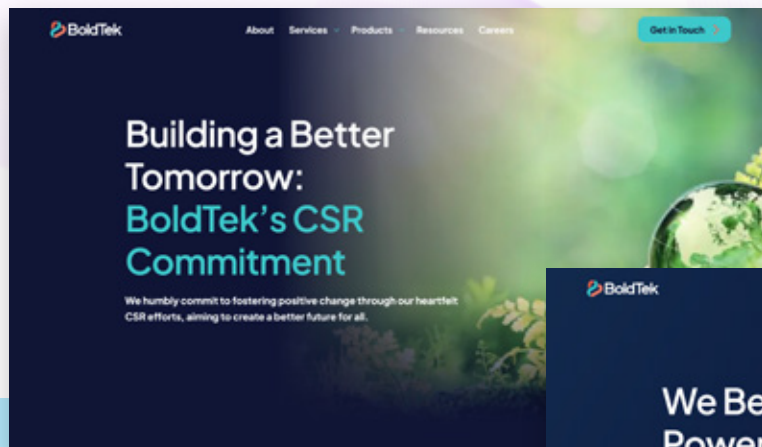 BoldTek
About Services Products Resources Careers
Get in Touch
Building a Better
Tomorrow:
BoldTek's CSR
Commitment
We humbly commit to fostering positive change through our heartfelt
CSR efforts, aiming to create a better future for all.
BoldTek
We Be
Power